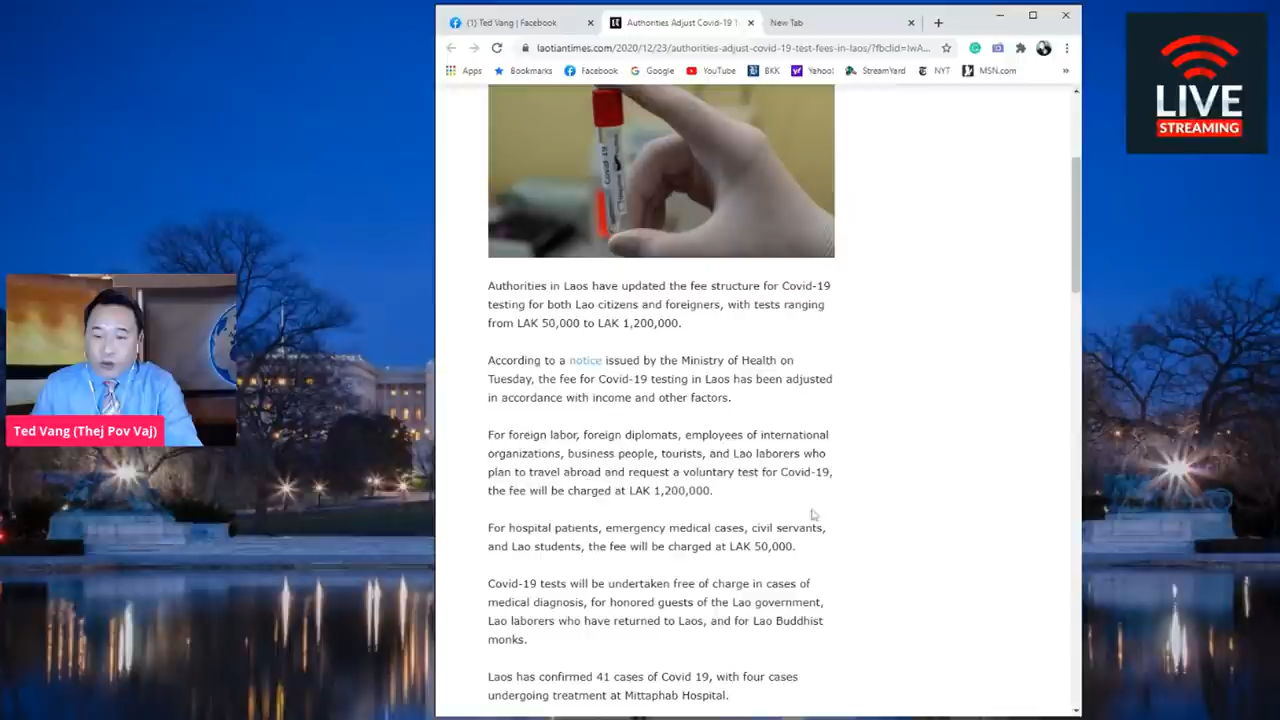 (1) Ted Vang | Facebook
Authorities Adjust Covid-19 T
New Tab
laotiantimes.com/2020/12/23/authorities-adjust-covid-19-test-fees-in-laos/?fbclid=IwA...
Apps Bookmarks Facebook Google YouTube BKK Yahoo! StreamYard NYT MSN.com »
LIVE
STREAMING
Covid-19
Authorities in Laos have updated the fee structure for Covid-19
testing for both Lao citizens and foreigners, with tests ranging
from LAK 50,000 to LAK 1,200,000.
According to a notice issued by the Ministry of Health on
Tuesday, the fee for Covid-19 testing in Laos has been adjusted
in accordance with income and other factors.
For foreign labor, foreign diplomats, employees of international
organizations, business people, tourists, and Lao laborers who
plan to travel abroad and request a voluntary test for Covid-19,
the fee will be charged at LAK 1,200,000.
For hospital patients, emergency medical cases, civil servants,
and Lao students, the fee will be charged at LAK 50,000.
Covid-19 tests will be undertaken free of charge in cases of
medical diagnosis, for honored guests of the Lao government,
Lao laborers who have returned to Laos, and for Lao Buddhist
monks.
Laos has confirmed 41 cases of Covid 19, with four cases
undergoing treatment at Mittaphab Hospital.
Ted Vang (Thej Pov Vaj)